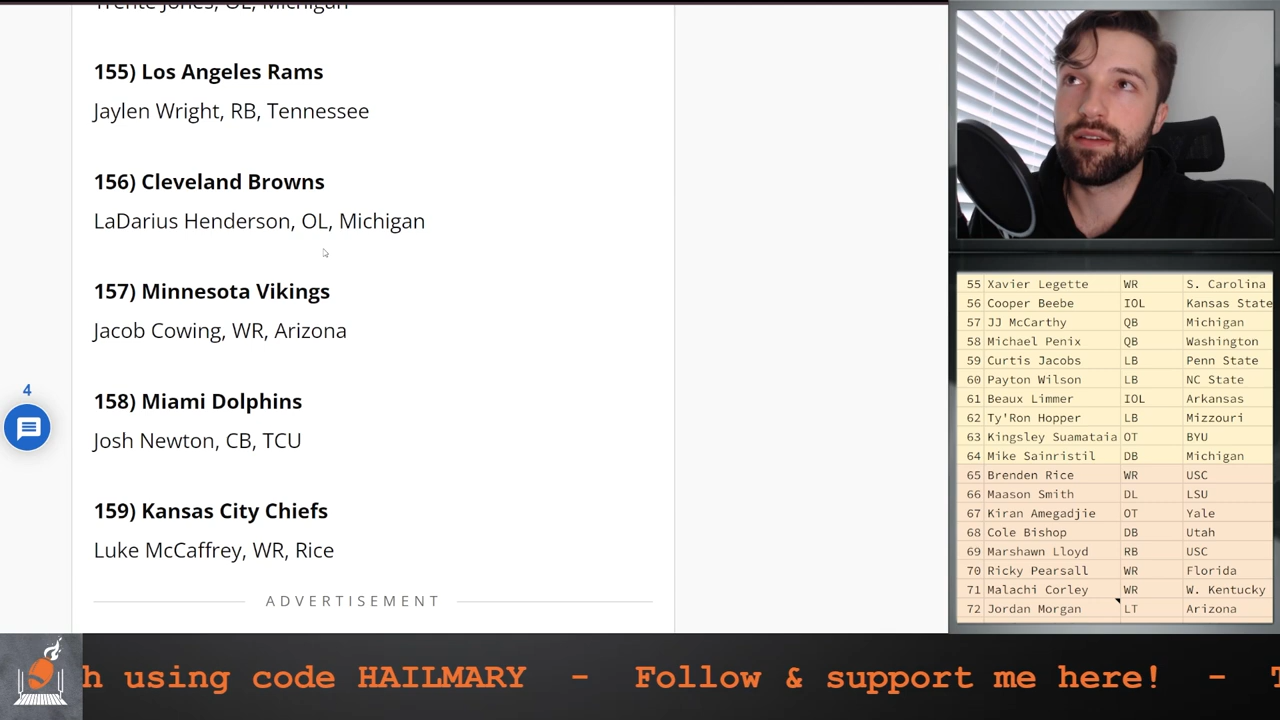 Trente Jones, OL, Michigan
155) Los Angeles Rams
Jaylen Wright, RB, Tennessee
156) Cleveland Browns
LaDarius Henderson, OL, Michigan
157) Minnesota Vikings
Jacob Cowing, WR, Arizona
4
158) Miami Dolphins
Josh Newton, CB, TCU
159) Kansas City Chiefs
Luke McCaffrey, WR, Rice
ADVERTISEMENT
55 Xavier Legette WR S. Carolina
56 Cooper Beebe IOL Kansas State
57 JJ McCarthy QB Michigan
58 Michael Penix QB Washington
59 Curtis Jacobs LB Penn State
60 Payton Wilson LB NC State
61 Beaux Limmer IOL Arkansas
62 Ty'Ron Hopper LB Mizzouri
63 Kingsley Suamataia OT BYU
64 Mike Sainristil DB Michigan
65 Brenden Rice WR USC
66 Maason Smith DL LSU
67 Kiran Amegadjie OT Yale
68 Cole Bishop DB Utah
69 Marshawn Lloyd RB USC
70 Ricky Pearsall WR Florida
71 Malachi Corley WR W. Kentucky
72 Jordan Morgan LT Arizona
h using code HAILMARY - Follow & support me here! - T